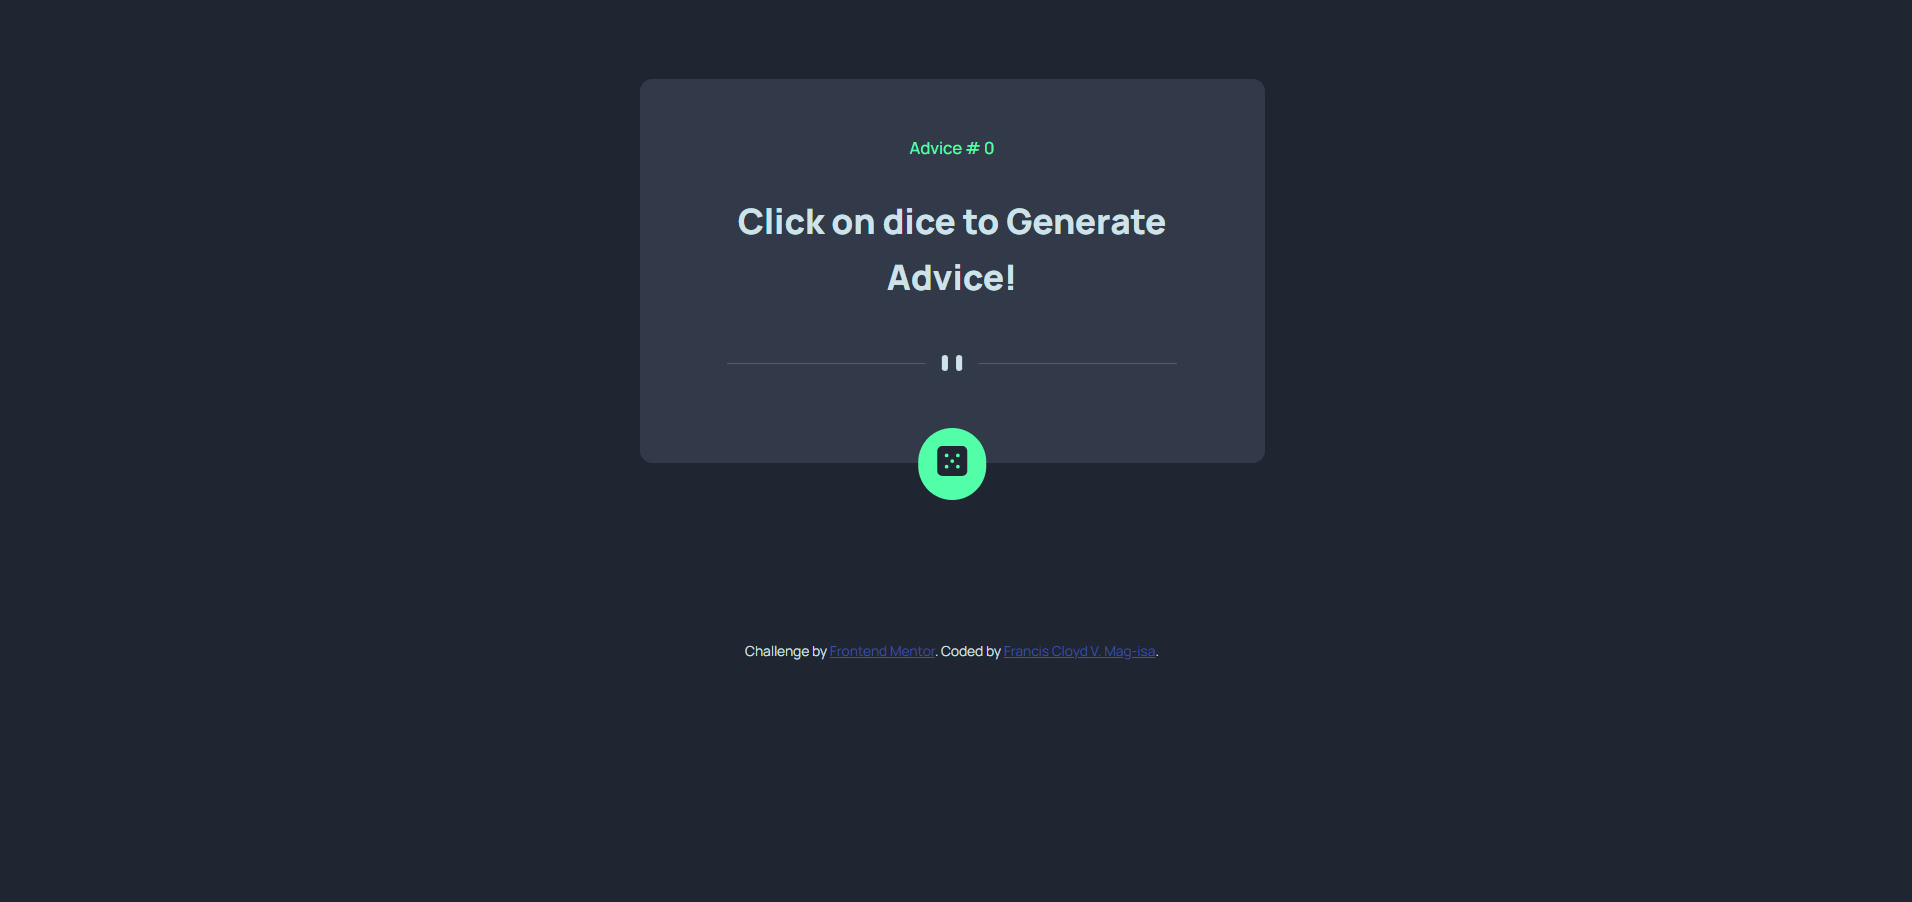 Advice # 0
Click on dice to Generate
Advice!
Challenge by Frontend Mentor. Coded by Francis Cloyd V. Mag-isa.